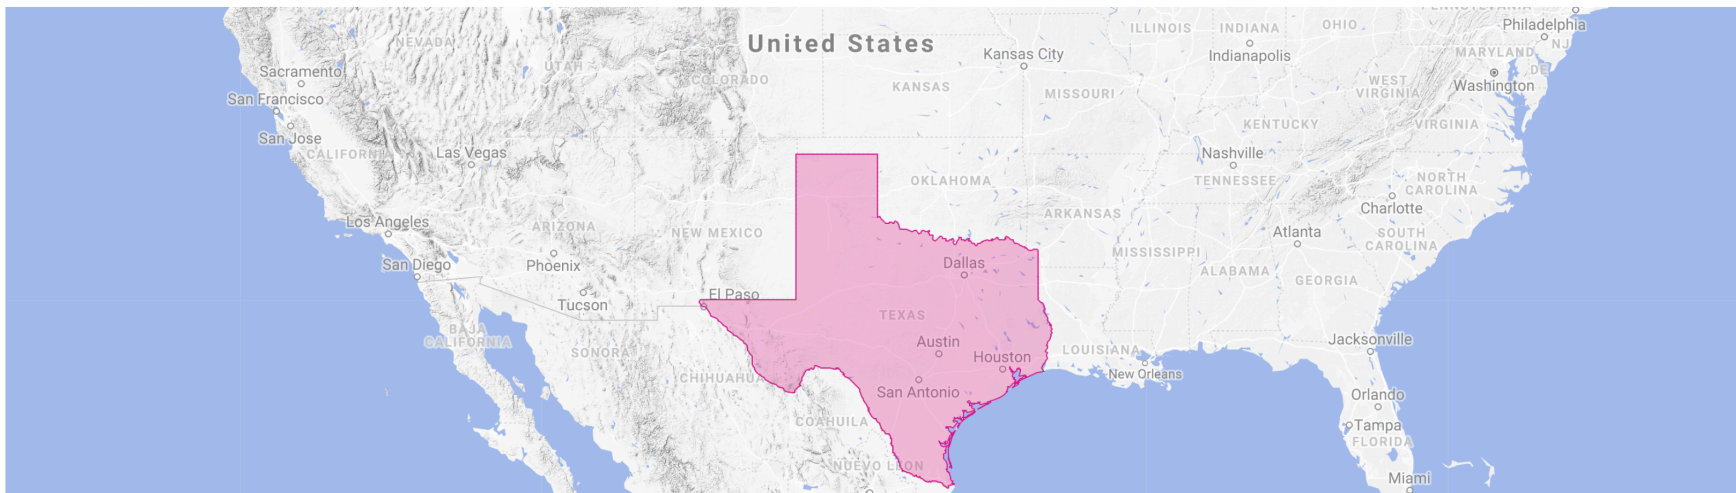 PENNSYLVANIA
Philadelphia
ILLINOIS
INDIANA
OHIO
NEVADA
United States
Kansas City
Indianapolis
MARYLAND
NJ
UTAH
COLORADO
Sacramento
KANSAS
MISSOURI
WEST
VIRGINIA
Washington
DE
San Francisco
KENTUCKY
VIRGINIA
San Jose
CALIFORNIA
Las Vegas
Nashville
OKLAHOMA
TENNESSEE
NORTH
CAROLINA
Charlotte
ARKANSAS
Los Angeles
ARIZONA
NEW MEXICO
Atlanta
SOUTH
CAROLINA
MISSISSIPPI
San Diego
Phoenix
Dallas
ALABAMA
GEORGIA
Tucson
El Paso
TEXAS
BAJA
CALIFORNIA
Austin
Jacksonville
SONORA
Houston
LOUISIANA
CHIHUAHUA
New Orleans
San Antonio
Orlando
COAHUILA
Tampa
FLORIDA
NUEVO LEON
Miami